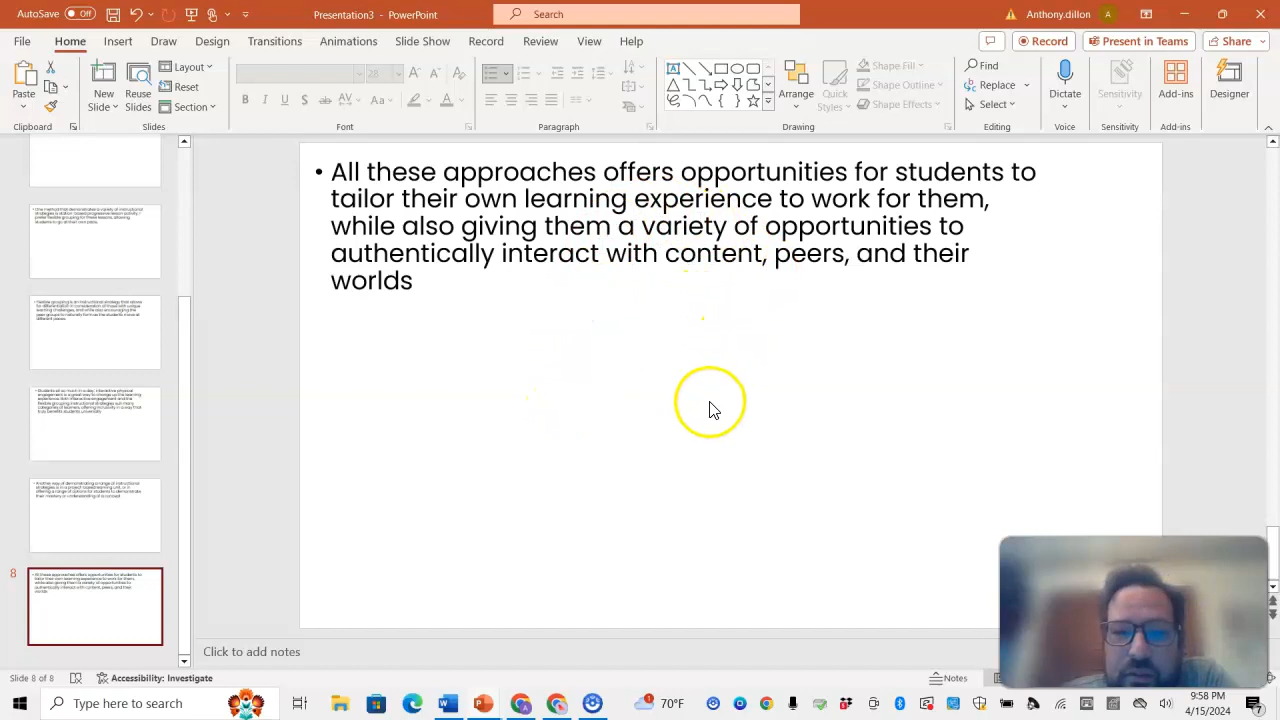 Presentation1 - PowerPoint
Search
Anthony.dillon
A
File
Home
Insert
Draw
Design
Transitions
Animations
Slide Show
Record
Review
View
Help
Record
Present in Teams
Share
Paste
New
Slide
Reuse
Slides
Layout
Reset
Section
28
B
I
U
S
ab
AV
Aa
A
Shape Fill
Shape Outline
Shape Effects
Arrange
Quick
Styles
Find
Replace
Select
Dictate
Sensitivity
Add-ins
Designer
Clipboard
Slides
Font
Paragraph
Drawing
Editing
Voice
Sensitivity
Add-ins
• All these approaches offers opportunities for students to
tailor their own learning experience to work for them,
while also giving them a variety of opportunities to
authentically interact with content, peers, and their
worlds
8
Click to add notes
Slide 8 of 8
Accessibility: Investigate
Notes
Type here to search
70°F
9:58 PM
4/15/2024